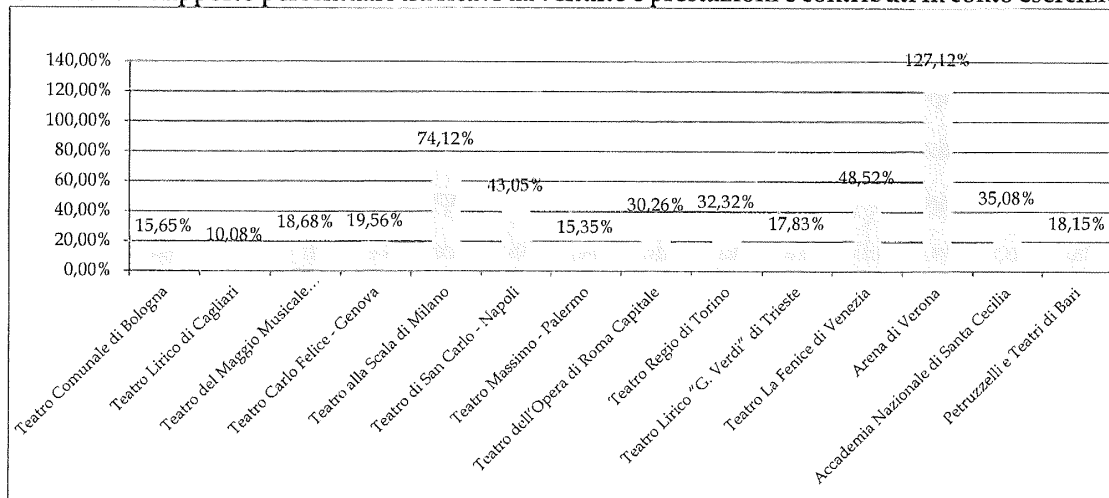 140,00%
120,00%
100,00%
80,00%
60,00%
40,00%
20,00%
0,00%
15,65%
10,08%
18,68%
19,56%
74,12%
43,05%
15,35%
30,26%
32,32%
17,83%
48,52%
127,12%
35,08%
18,15%
Teatro Comunale di Bologna
Teatro Lirico di Cagliari
Teatro del Maggio Musicale...
Teatro Carlo Felice - Genova
Teatro alla Scala di Milano
Teatro di San Carlo - Napoli
Teatro Massimo - Palermo
Teatro dell'Opera di Roma Capitale
Teatro Regio di Torino
Teatro Lirico "G. Verdi" di Trieste
Teatro La Fenice di Venezia
Arena di Verona
Accademia Nazionale di Santa Cecilia
Petruzzelli e Teatri di Bari